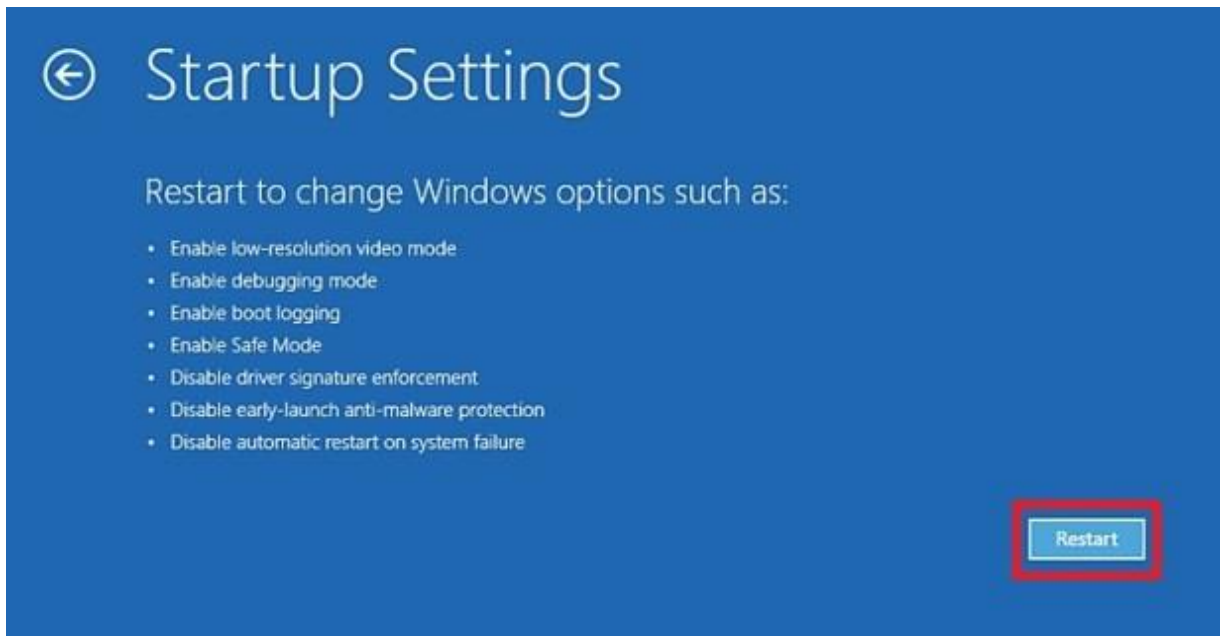 Startup Settings
Restart to change Windows options such as:
• Enable low-resolution video mode
• Enable debugging mode
• Enable boot logging
• Enable Safe Mode
• Disable driver signature enforcement
• Disable early-launch anti-malware protection
• Disable automatic restart on system failure
Restart